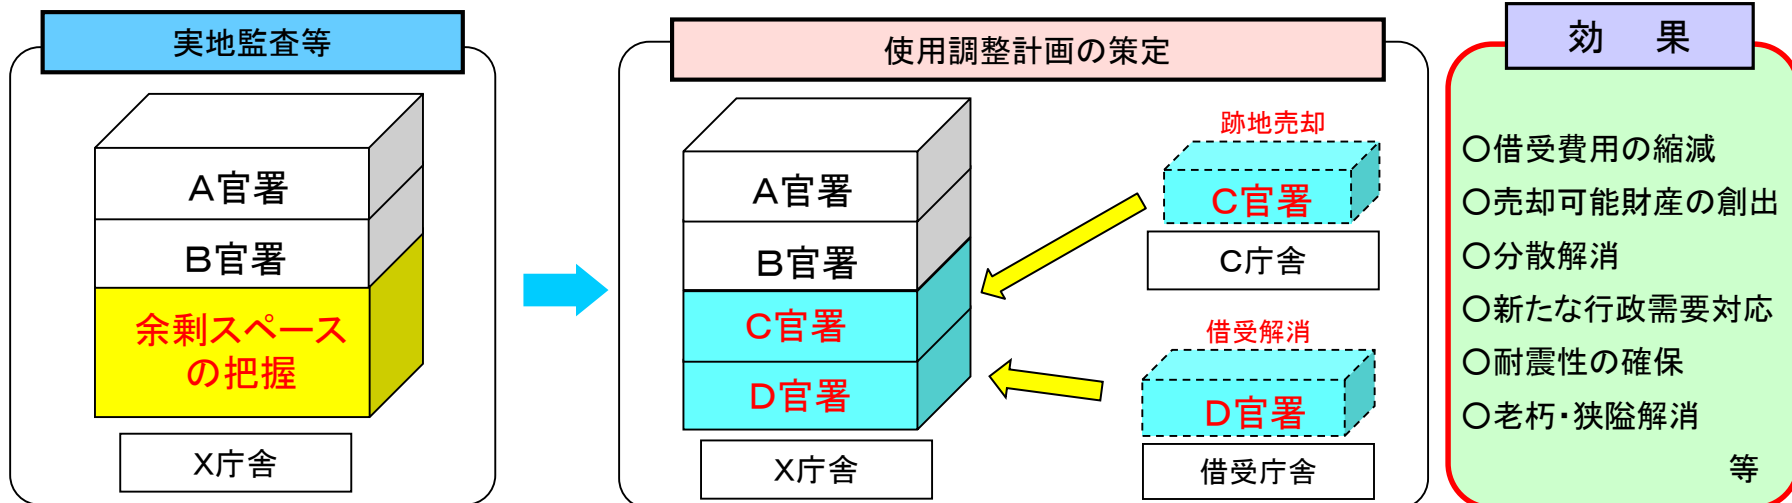 実地監査等
A官署
B官署
余剰スペース
の把握
X庁舎
使用調整計画の策定
A官署
B官署
C官署
D官署
X庁舎
跡地売却
C官署
C庁舎
借受解消
D官署
借受庁舎
効　果
○借受費用の縮減
○売却可能財産の創出
○分散解消
○新たな行政需要対応
○耐震性の確保
○老朽・狭隘解消
等